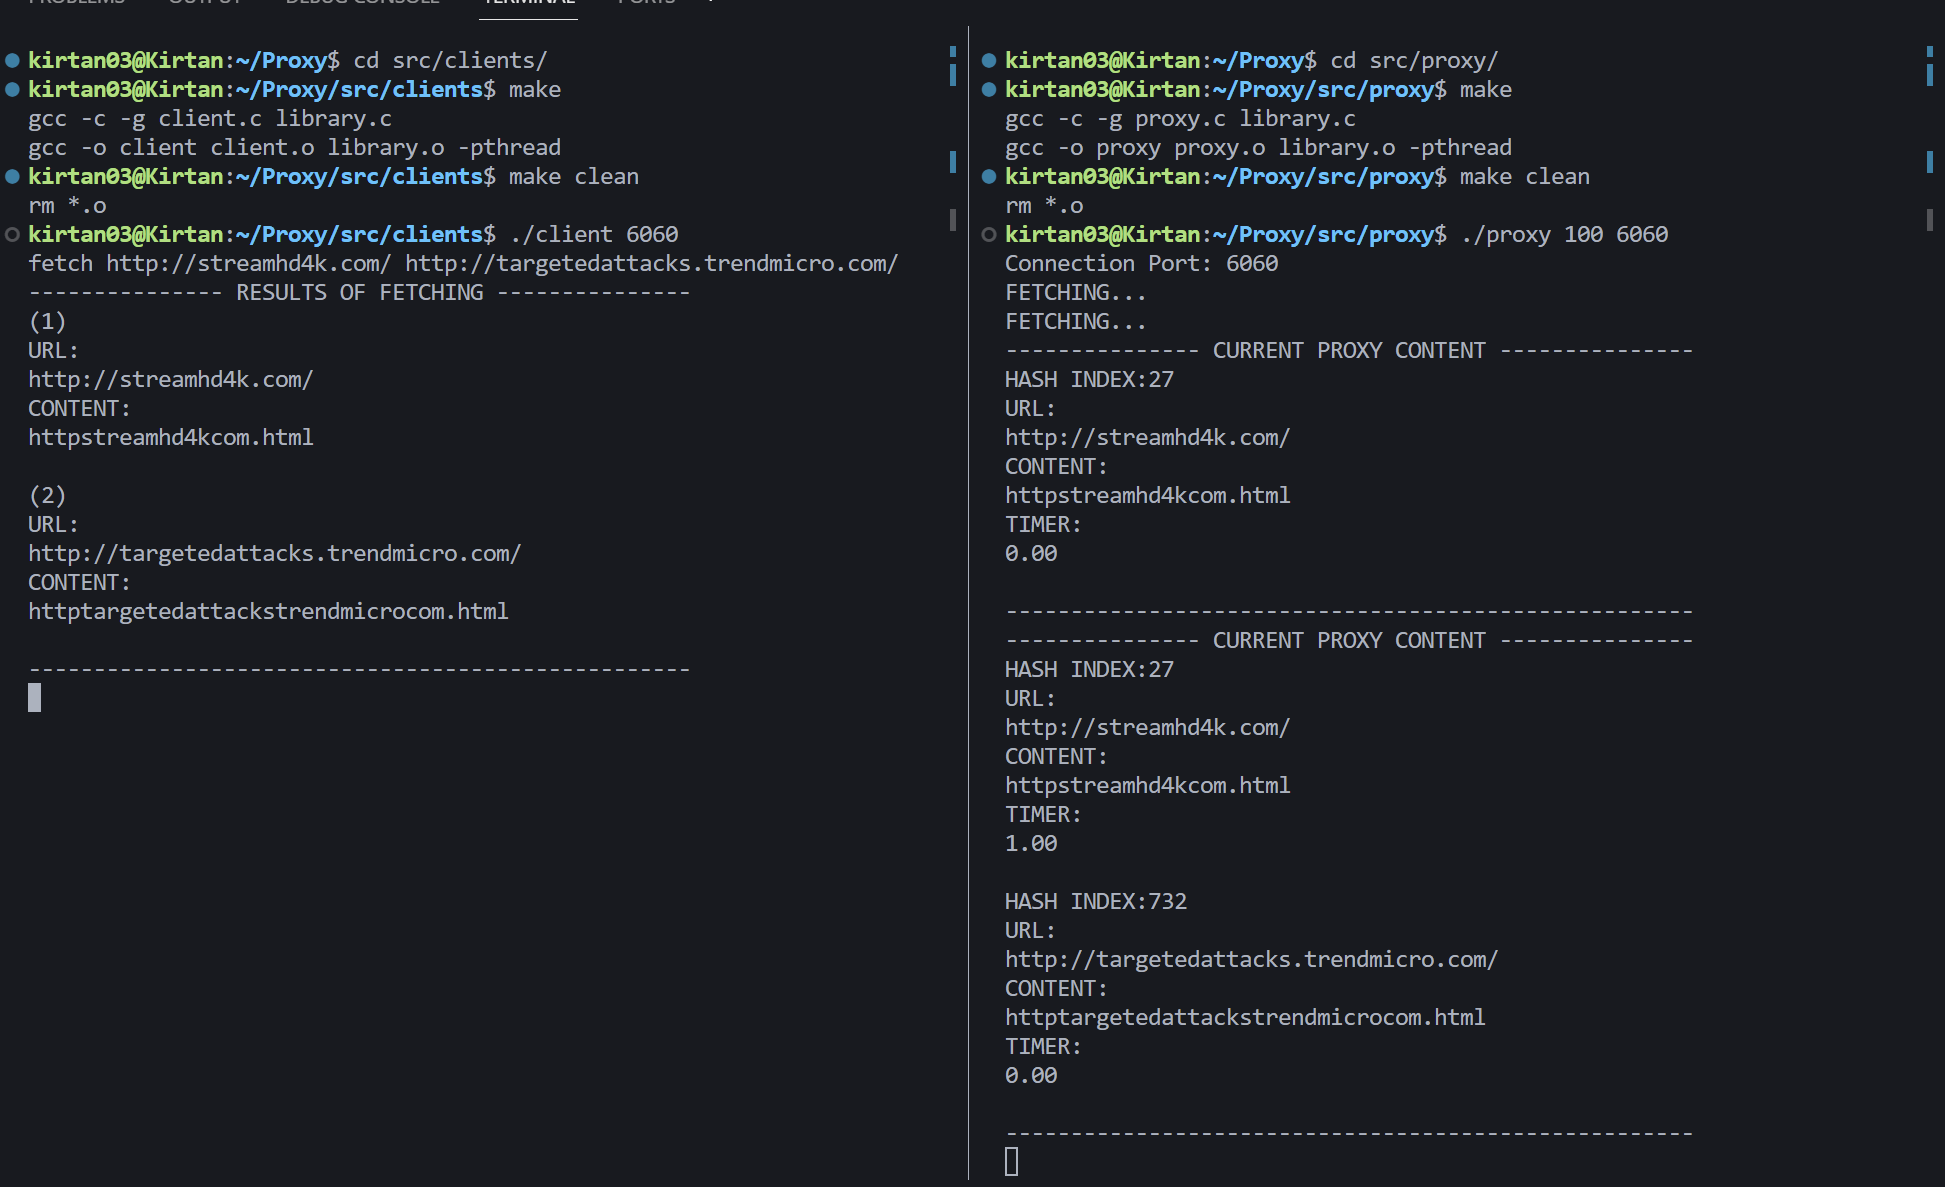 PROBLEMS OUTPUT DEBUG CONSOLE TERMINAL PORTS
kirtan03@Kirtan:~/Proxy$ cd src/clients/
kirtan03@Kirtan:~/Proxy/src/clients$ make
gcc -c -g client.c library.c
gcc -o client client.o library.o -pthread
kirtan03@Kirtan:~/Proxy/src/clients$ make clean
rm *.o
kirtan03@Kirtan:~/Proxy/src/clients$ ./client 6060
fetch http://streamhd4k.com/ http://targetedattacks.trendmicro.com/
--------------- RESULTS OF FETCHING ---------------
(1)
URL:
http://streamhd4k.com/
CONTENT:
httpstreamhd4kcom.html
(2)
URL:
http://targetedattacks.trendmicro.com/
CONTENT:
httptargetedattackstrendmicrocom.html
---------------------------------------------------
kirtan03@Kirtan:~/Proxy$ cd src/proxy/
kirtan03@Kirtan:~/Proxy/src/proxy$ make
gcc -c -g proxy.c library.c
gcc -o proxy proxy.o library.o -pthread
kirtan03@Kirtan:~/Proxy/src/proxy$ make clean
rm *.o
kirtan03@Kirtan:~/Proxy/src/proxy$ ./proxy 100 6060
Connection Port: 6060
FETCHING...
FETCHING...
--------------- CURRENT PROXY CONTENT ---------------
HASH INDEX:27
URL:
http://streamhd4k.com/
CONTENT:
httpstreamhd4kcom.html
TIMER:
0.00
-----------------------------------------------------
--------------- CURRENT PROXY CONTENT ---------------
HASH INDEX:27
URL:
http://streamhd4k.com/
CONTENT:
httpstreamhd4kcom.html
TIMER:
1.00
HASH INDEX:732
URL:
http://targetedattacks.trendmicro.com/
CONTENT:
httptargetedattackstrendmicrocom.html
TIMER:
0.00
-----------------------------------------------------